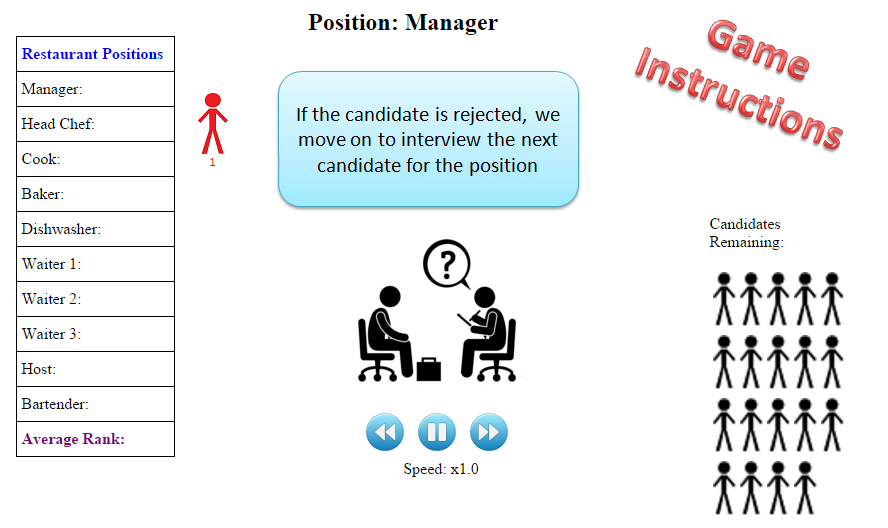 Position: Manager
Game
Instructions
Restaurant Positions
Manager:
Head Chef:
Cook:
Baker:
Dishwasher:
Waiter 1:
Waiter 2:
Waiter 3:
Host:
Bartender:
Average Rank:
1
If the candidate is rejected, we
move on to interview the next
candidate for the position
?
Speed: x1.0
Candidates
Remaining: